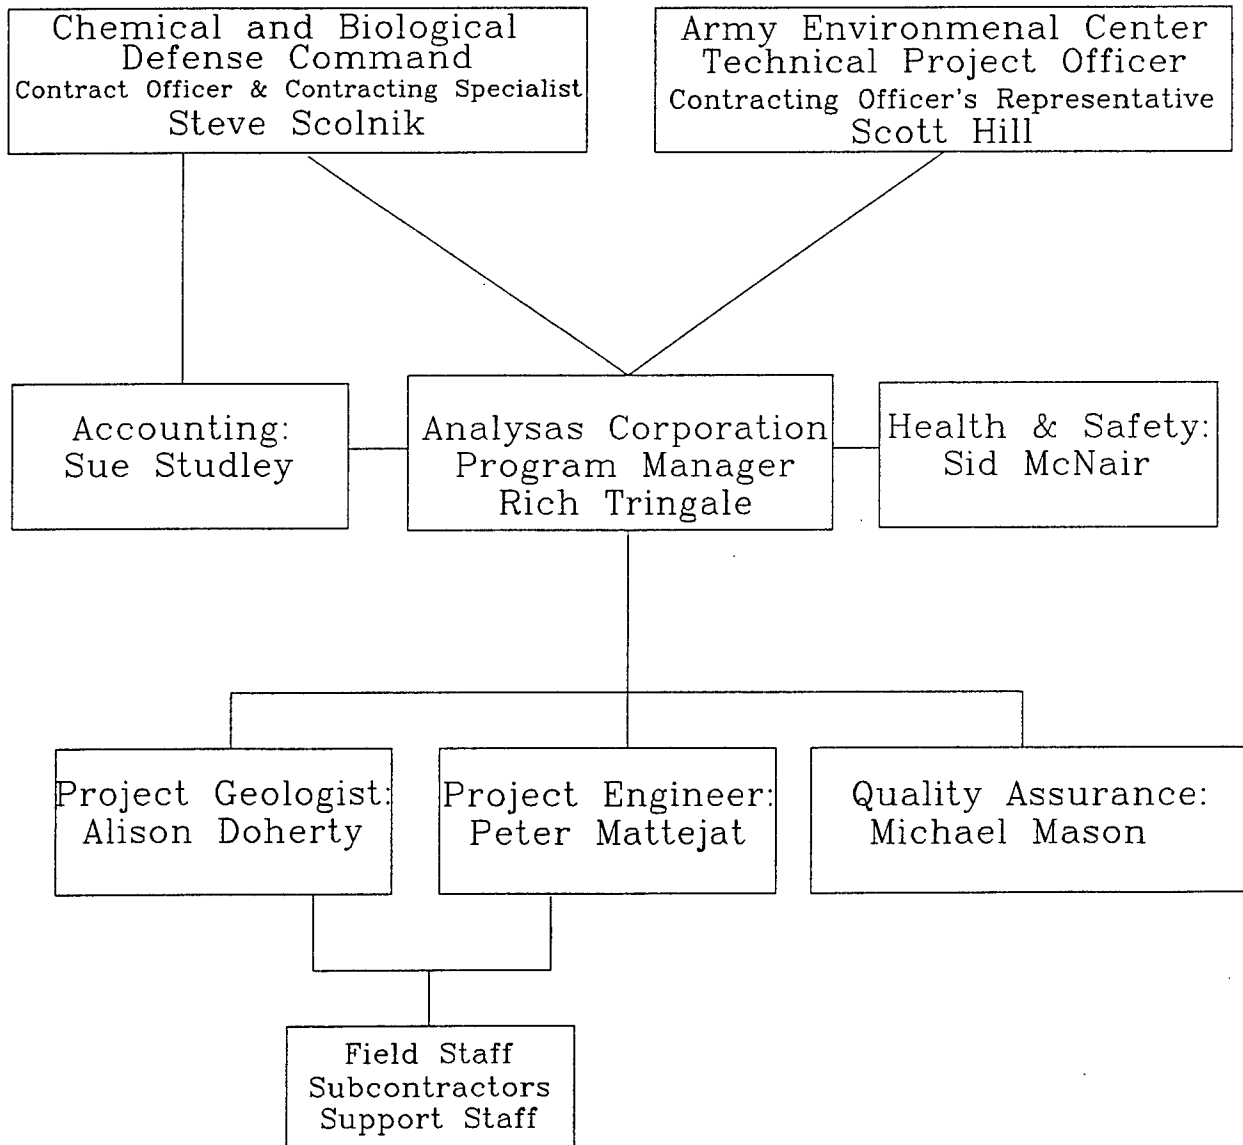 Chemical and Biological
Defense Command
Contract Officer & Contracting Specialist
Steve Scolnik
Army Environmenal Center
Technical Project Officer
Contracting Officer's Representative
Scott Hill
Accounting:
Sue Studley
Analysas Corporation
Program Manager
Rich Tringale
Health & Safety:
Sid McNair
Project Geologist:
Alison Doherty
Project Engineer:
Peter Mattejat
Quality Assurance:
Michael Mason
Field Staff
Subcontractors
Support Staff